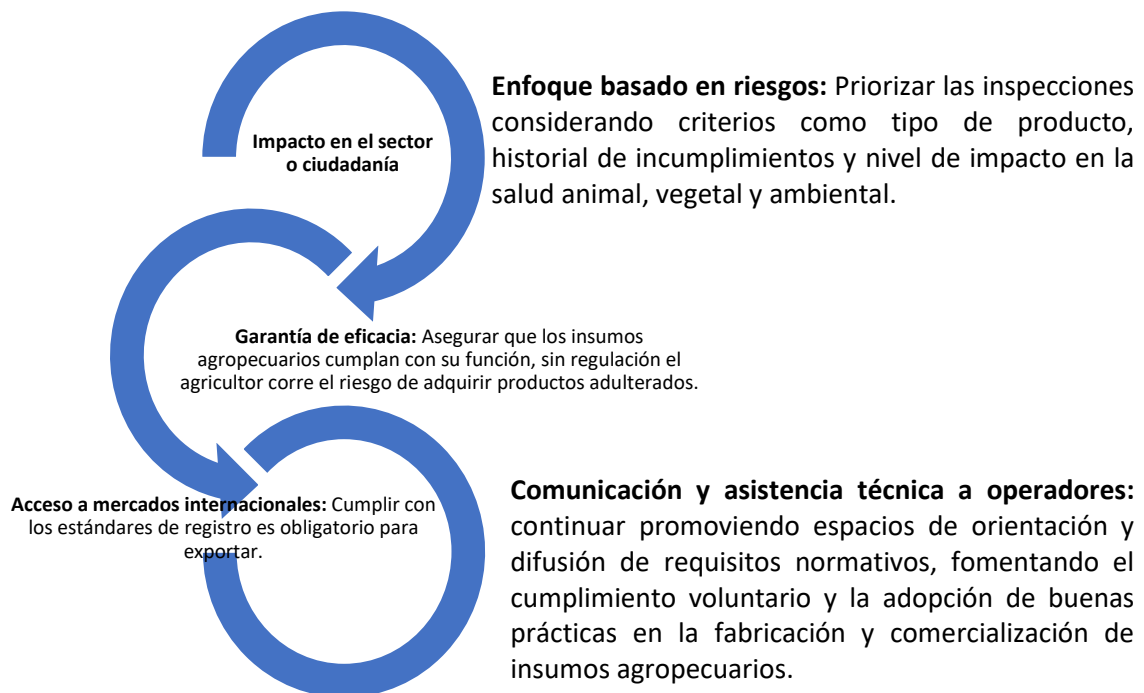 Impacto en el sector
o ciudadanía
Enfoque basado en riesgos: Priorizar las inspecciones
considerando criterios como tipo de producto,
historial de incumplimientos y nivel de impacto en la
salud animal, vegetal y ambiental.
Garantía de eficacia: Asegurar que los insumos
agropecuarios cumplan con su función, sin regulación el
agricultor corre el riesgo de adquirir productos adulterados.
Acceso a mercados internacionales: Cumplir con
los estándares de registro es obligatorio para
exportar.
Comunicación y asistencia técnica a operadores:
continuar promoviendo espacios de orientación y
difusión de requisitos normativos, fomentando el
cumplimiento voluntario y la adopción de buenas
prácticas en la fabricación y comercialización de
insumos agropecuarios.